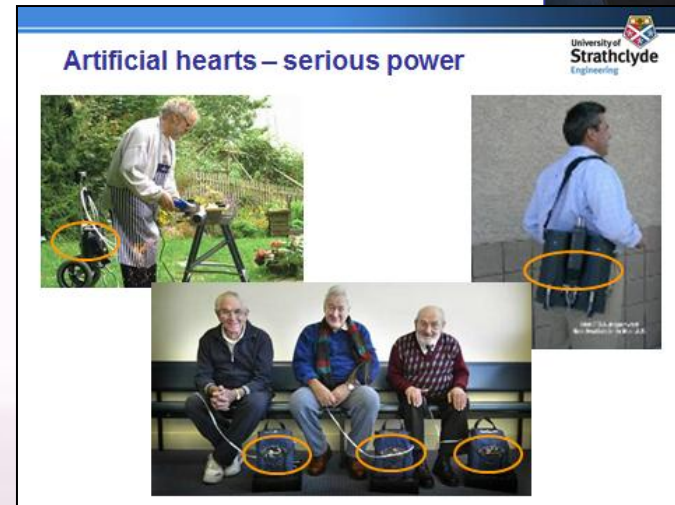 Artificial hearts – serious power
University of
Strathclyde
Engineering